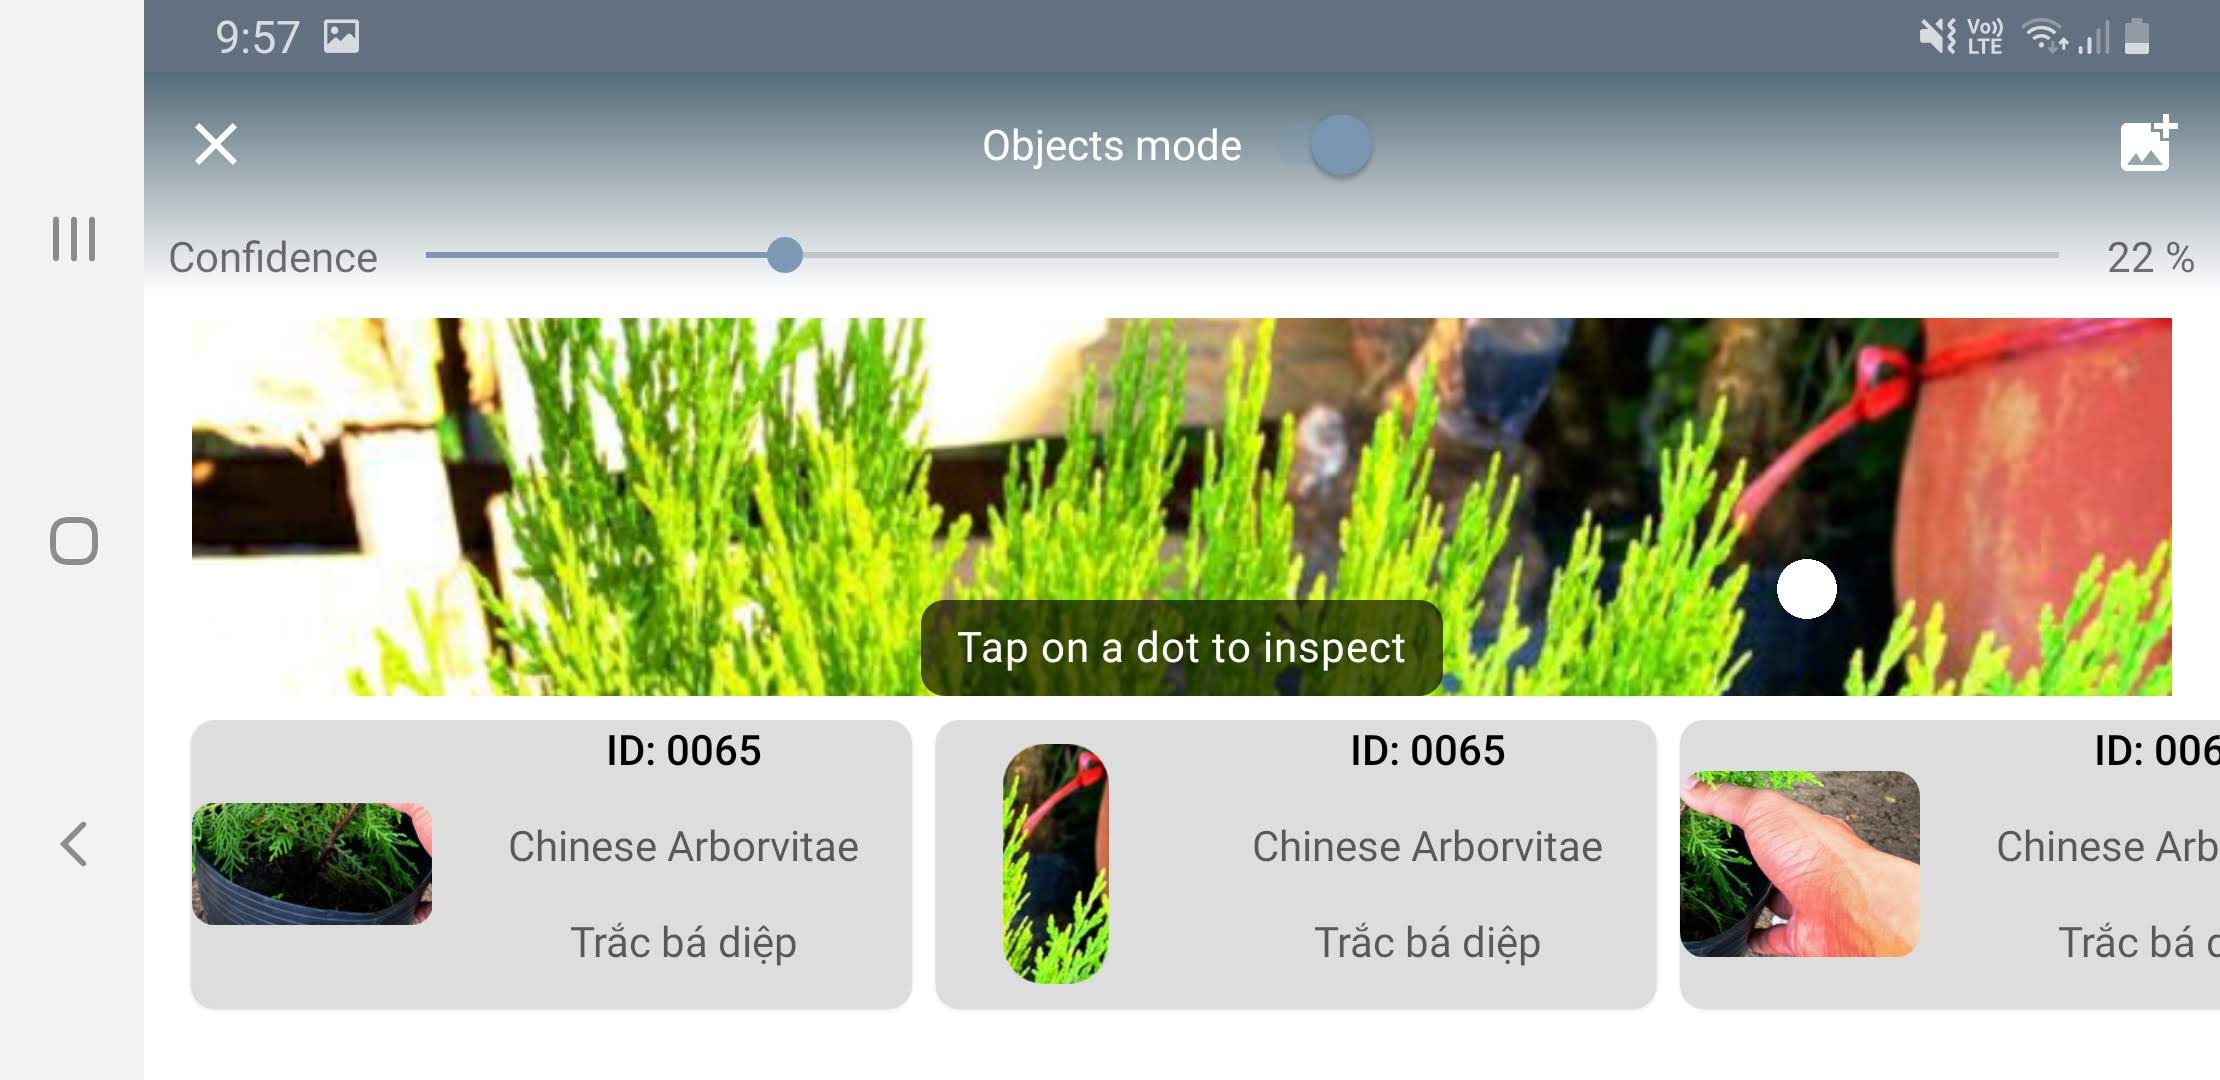 9:57
Vo))
LTE
Objects mode
Confidence
22 %
Tap on a dot to inspect
ID: 0065
Chinese Arborvitae
Trắc bá diệp
ID: 0065
Chinese Arborvitae
Trắc bá diệp
ID: 006
Chinese Arb
Trắc bá